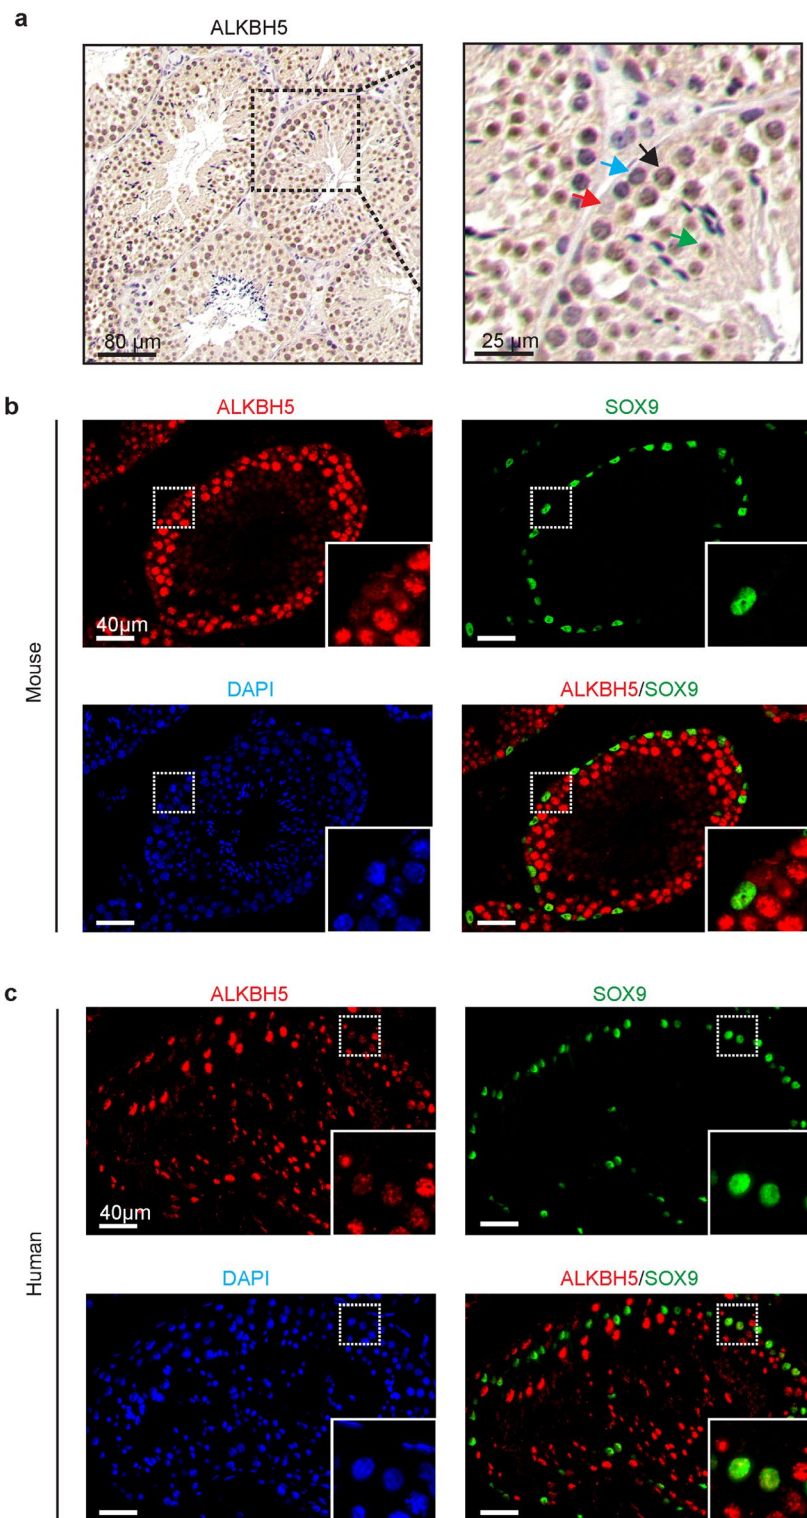 a
ALKBH5
80 µm
25 µm
b
ALKBH5
SOX9
Mouse
40µm
DAPI
ALKBH5/SOX9
c
ALKBH5
SOX9
Human
40µm
DAPI
ALKBH5/SOX9